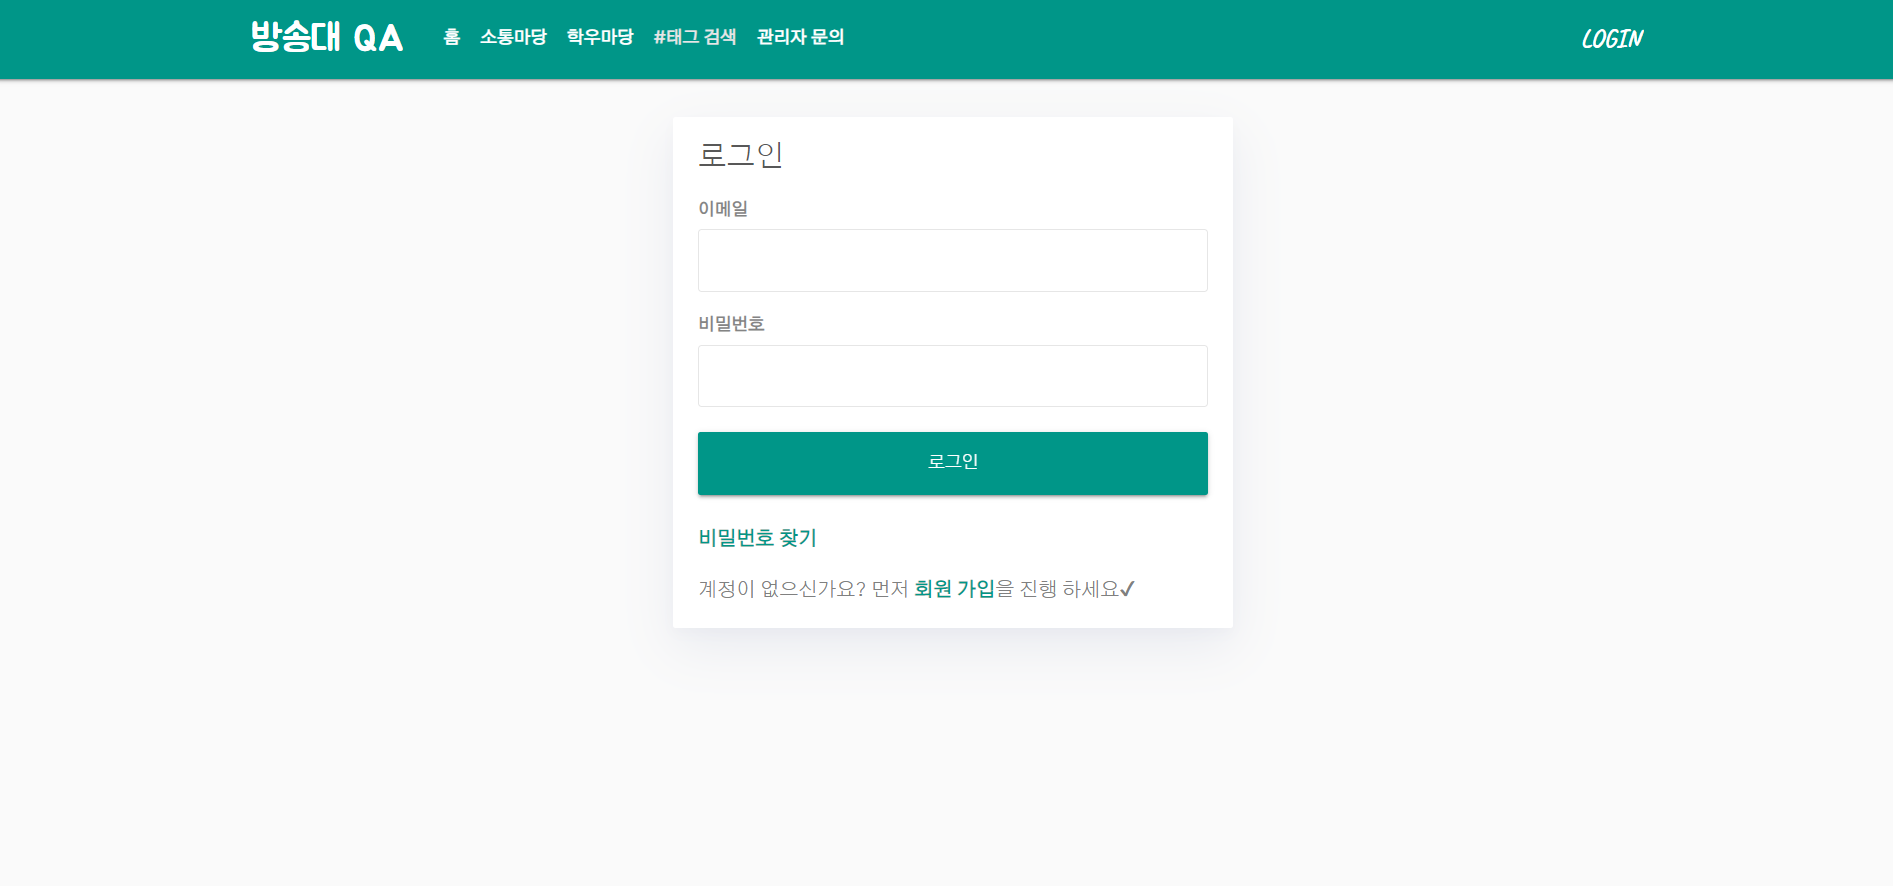 방송대 QA 홈 소통마당 학우마당 #태그 검색 관리자 문의 LOGIN
로그인
이메일
비밀번호
로그인
비밀번호 찾기
계정이 없으신가요? 먼저 회원 가입을 진행 하세요✔